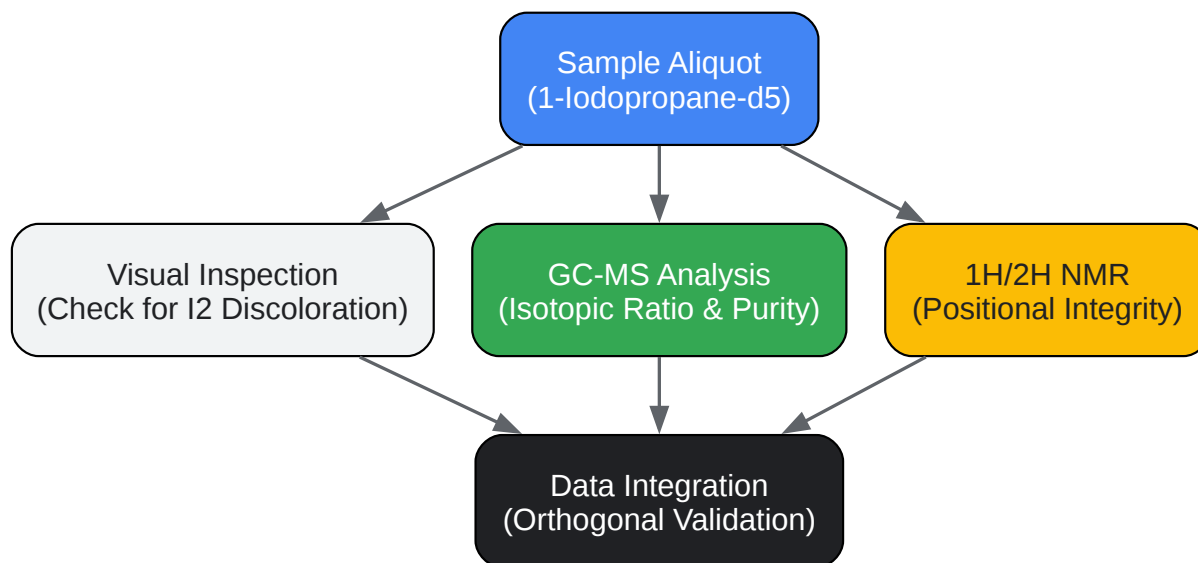 Sample Aliquot
(1-Iodopropane-d5)
Visual Inspection
(Check for I2 Discoloration)
GC-MS Analysis
(Isotopic Ratio & Purity)
1H/2H NMR
(Positional Integrity)
Data Integration
(Orthogonal Validation)